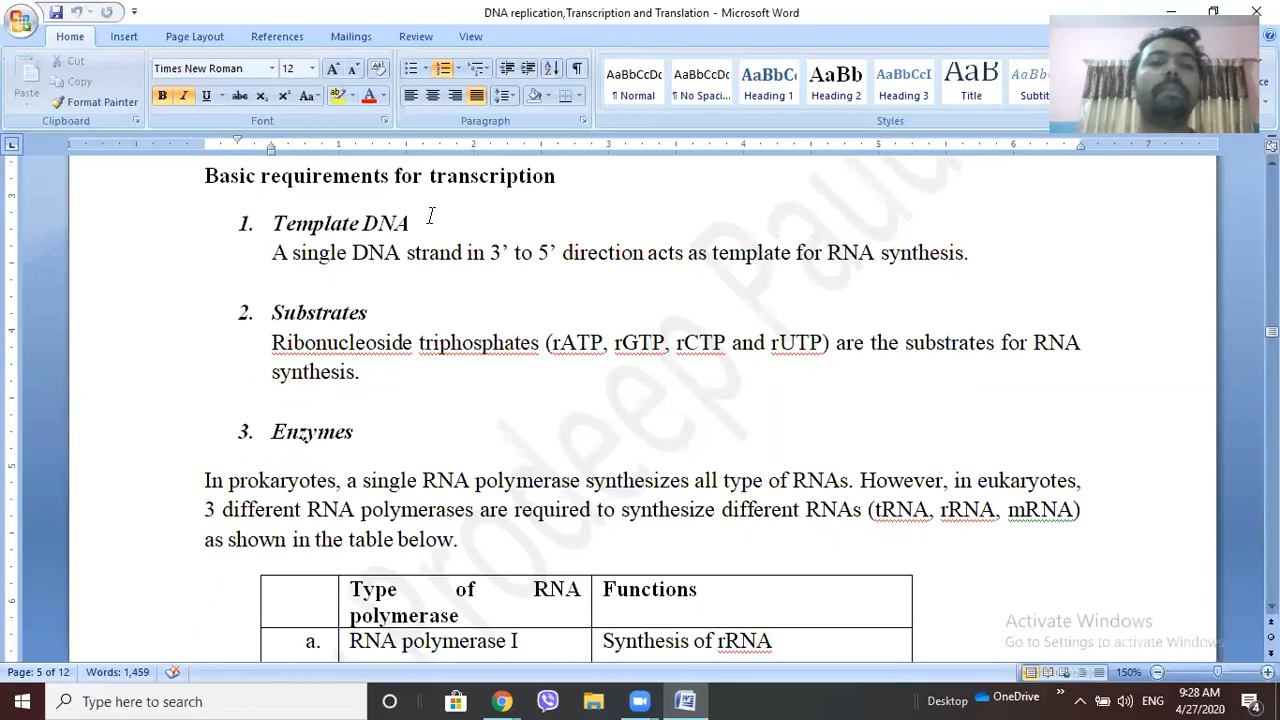 DNA replication,Transcription and Translation - Microsoft Word
Home Insert Page Layout References Mailings Review View
Cut
Copy
Format Painter
Paste
Clipboard
Times New Roman 12
Font
Paragraph
AaBbCcDc AaBbCcDc AaBbCc AaBb AaBbCcI AaB
¶ Normal ¶ No Spaci... Heading 1 Heading 2 Heading 3 Title
Styles
Basic requirements for transcription
1. Template DNA
A single DNA strand in 3’ to 5’ direction acts as template for RNA synthesis.
2. Substrates
Ribonucleoside triphosphates (rATP, rGTP, rCTP and rUTP) are the substrates for RNA
synthesis.
3. Enzymes
In prokaryotes, a single RNA polymerase synthesizes all type of RNAs. However, in eukaryotes,
3 different RNA polymerases are required to synthesize different RNAs (tRNA, rRNA, mRNA)
as shown in the table below.
Type of RNA Functions
polymerase
a. RNA polymerase I Synthesis of rRNA
Activate Windows
Go to Settings to activate Windows.
Page: 5 of 12 Words: 1,459 150%
Type here to search
Desktop OneDrive ENG 9:28 AM
4/27/2020